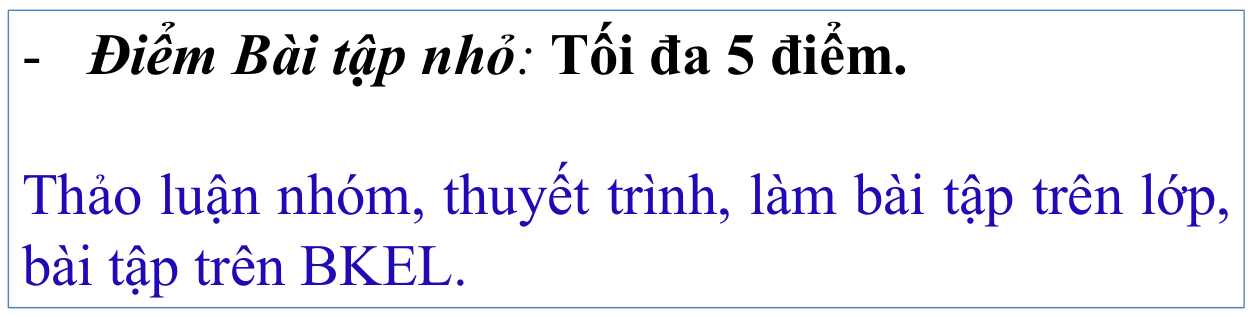 - Điểm Bài tập nhỏ: Tối đa 5 điểm.
Thảo luận nhóm, thuyết trình, làm bài tập trên lớp,
bài tập trên BKEL.